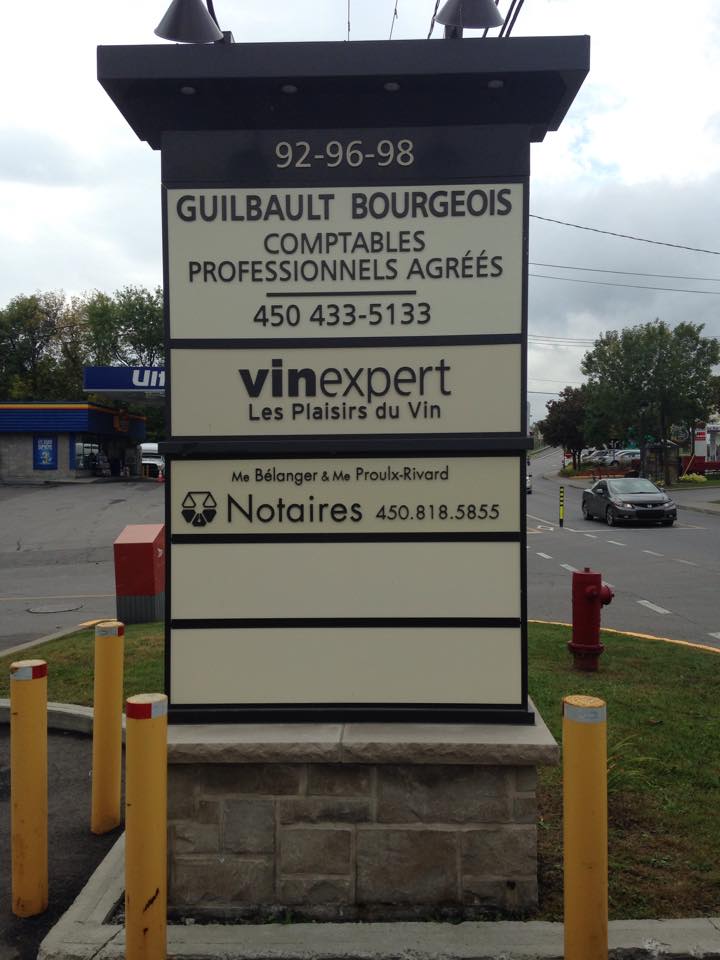 92-96-98
GUILBAULT BOURGEOIS
COMPTABLES
PROFESSIONNELS AGRÉÉS
450 433-5133
vinexpert
Les Plaisirs du Vin
Me Bélanger & Me Proulx-Rivard
Notaires 450.818.5855